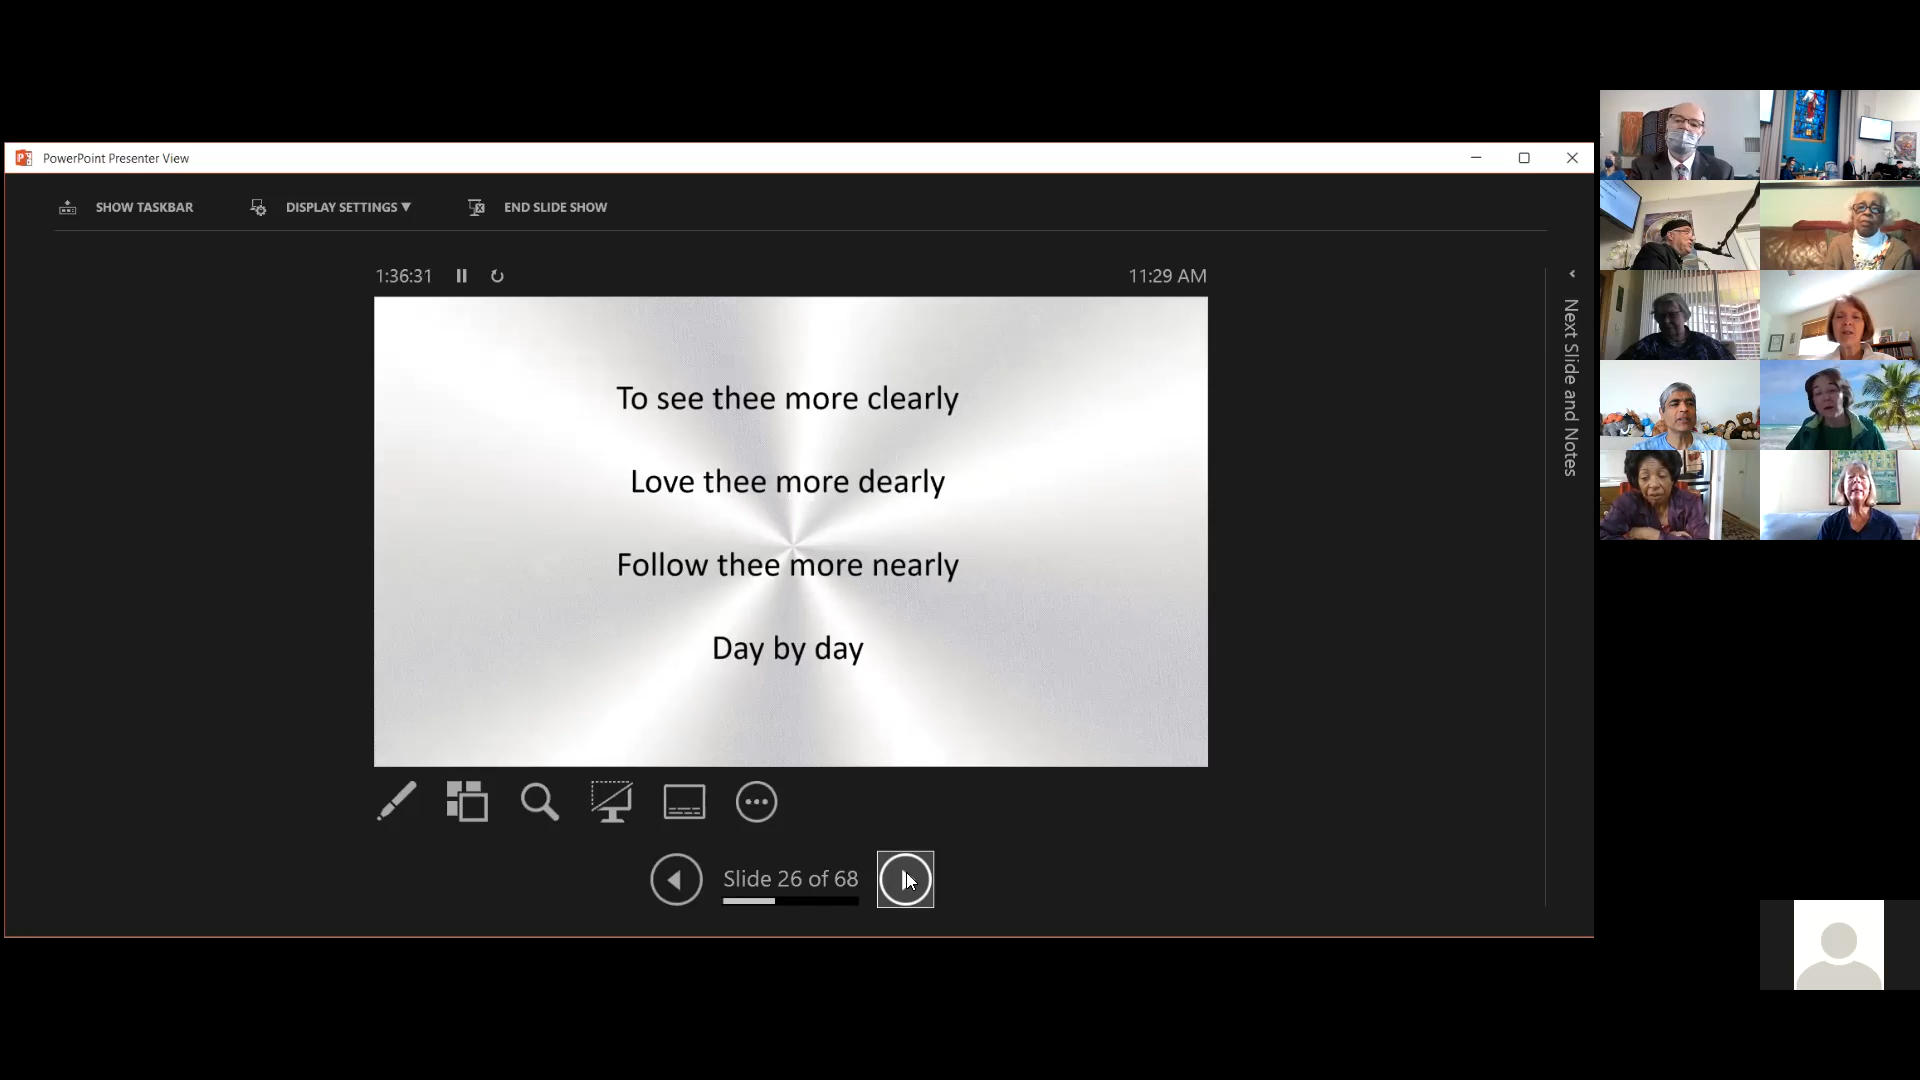 PowerPoint Presenter View
SHOW TASKBAR
DISPLAY SETTINGS ▼
END SLIDE SHOW
1:36:31
11:29 AM
To see thee more clearly
Love thee more dearly
Follow thee more nearly
Day by day
Slide 26 of 68
Next Slide and Notes